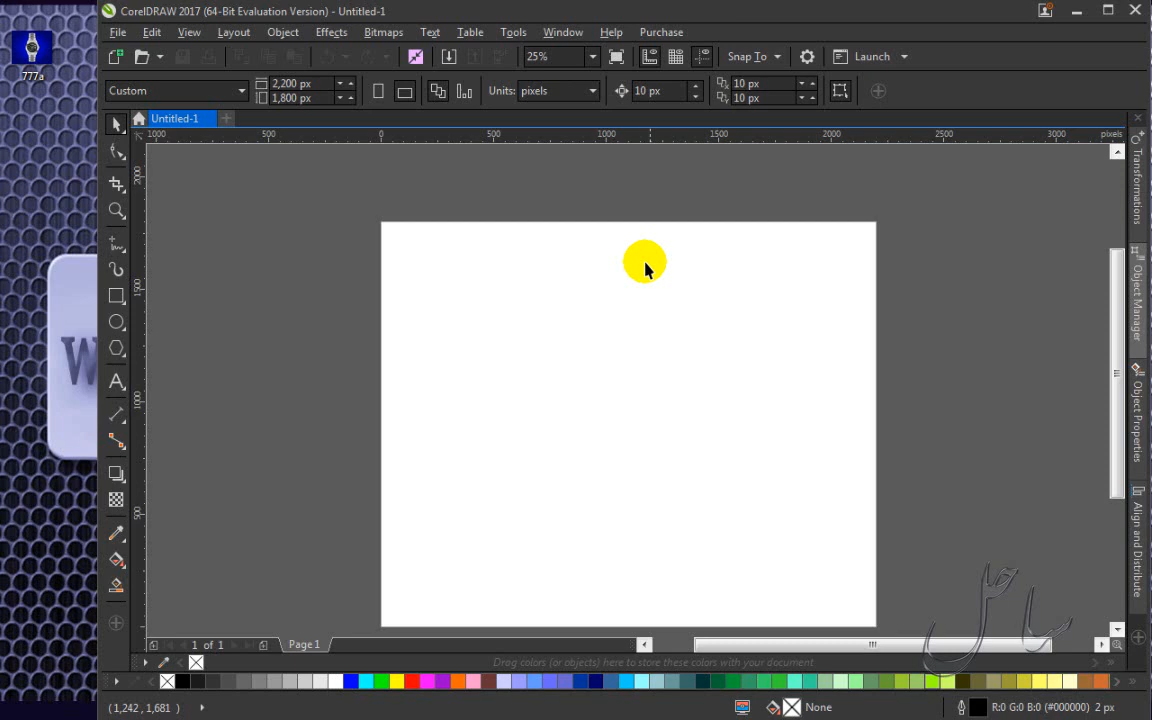 CorelDRAW 2017 (64-Bit Evaluation Version) - Untitled-1
File Edit View Layout Object Effects Bitmaps Text Table Tools Window Help Purchase
777a
25% Snap To Launch
Custom 2,200 px Units: pixels 10 px 10 px
1,800 px 10 px
Untitled-1
1000 500 0 500 1000 1500 2000 2500 3000 pixels
2000
1500
1000
500
Transformations
Object Manager
Object Properties
Align and Distribute
W
1 of 1 Page 1
Drag colors (or objects) here to store these colors with your document
(1,242 , 1,681 ) None R:0 G:0 B:0 (#000000) 2 px